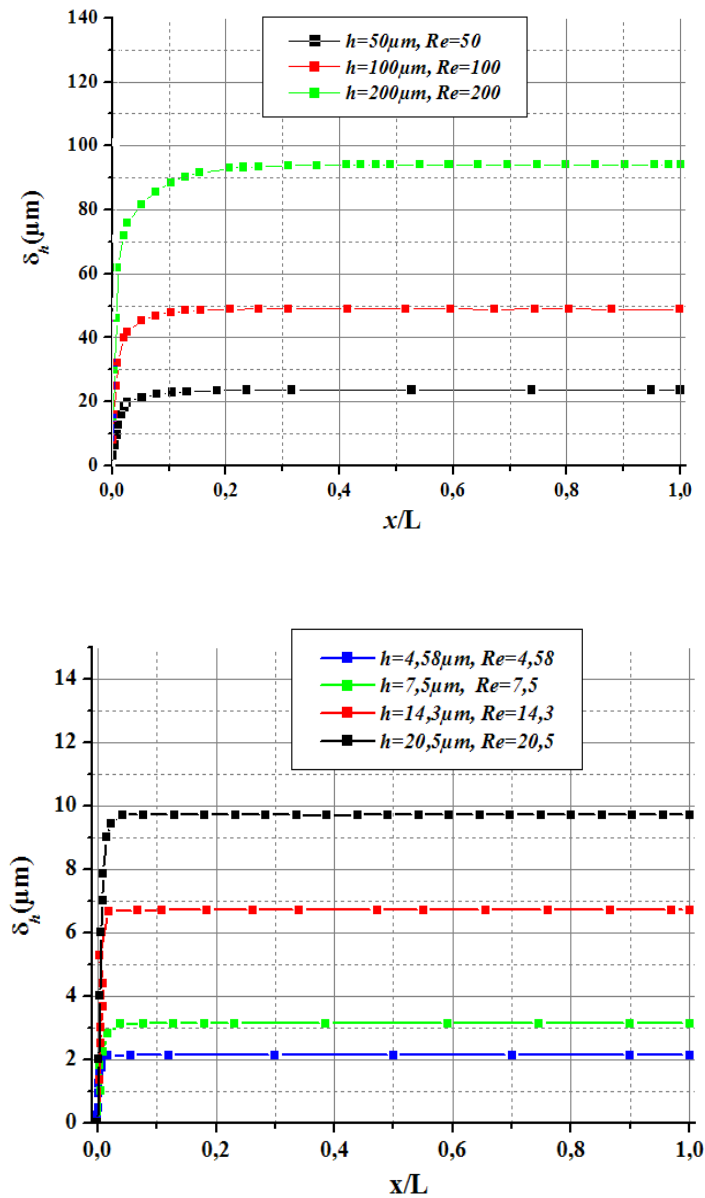 140
120
100
80
60
40
20
0
δh(µm)
h=50µm, Re=50
h=100µm, Re=100
h=200µm, Re=200
0,0 0,2 0,4 0,6 0,8 1,0
x/L
14
12
10
8
6
4
2
0
δh(µm)
h=4,58µm, Re=4,58
h=7,5µm, Re=7,5
h=14,3µm, Re=14,3
h=20,5µm, Re=20,5
0,0 0,2 0,4 0,6 0,8 1,0
x/L